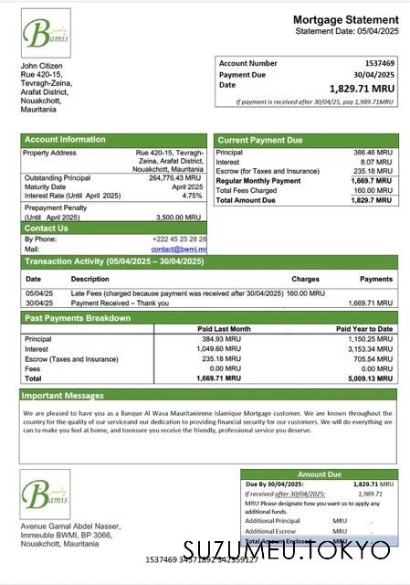 Bamis
Mortgage Statement
Statement Date: 05/04/2025
John Citizen
Rue 420-15,
Tevragh-Zeina,
Arafat District,
Nouakchott,
Mauritania
Account Number 1537469
Payment Due 30/04/2025
Date
1,829.71 MRU
If payment is received after 30/04/25, pay 1,989.71MRU
Account Information
Property Address Rue 420-15, Tevragh-
Zeina, Arafat District,
Nouakchott, Mauritania
Outstanding Principal 264,776.43 MRU
Maturity Date April 2025
Interest Rate (Until April 2025) 4.75%
Prepayment Penalty
(Until April 2025) 3,500.00 MRU
Contact Us
By Phone: +222 45 25 28 28
Mail: contact@bwmi.mr
Current Payment Due
Principal 386.46 MRU
Interest 8.07 MRU
Escrow (for Taxes and Insurance) 235.18 MRU
Regular Monthly Payment 1,669.7 MRU
Total Fees Charged 160.00 MRU
Total Amount Due 1,829.7 MRU
Transaction Activity (05/04/2025 – 30/04/2025)
Date Description Charges Payments
05/04/25 Late Fees (charged because payment was received after 30/04/2025) 160.00 MRU
30/04/25 Payment Received – Thank you 1,669.71 MRU
Past Payments Breakdown
Paid Last Month Paid Year to Date
Principal 384.93 MRU 1,150.25 MRU
Interest 1,049.60 MRU 3,153.34 MRU
Escrow (Taxes and Insurance) 235.18 MRU 705.54 MRU
Fees 0.00 MRU 0.00 MRU
Total 1,669.71 MRU 5,009.13 MRU
Important Messages
We are pleased to have you as a Banque Al Wava Mauritanienne Islamique Mortgage customer. We are known throughout the
country for the quality of our serviceand our dedication to providing financial security for our customers. We will do everything we
can to make you feel at home, and toensure you receive the friendly, professional service you deserve.
Bamis
Avenue Gamal Abdel Nasser,
Immeuble BWMI, BP 3066,
Nouakchott, Mauritania
Amount Due
Due By 30/04/2025: 1,829.71 MRU
If received after 30/04/2025: 1,989.71
MRU Please designate how you want us to apply any
additional funds.
Additional Principal MRU .
Additional Escrow MRU .
Total Amount Enclosed MRU
SUZUMEU.TOKYO